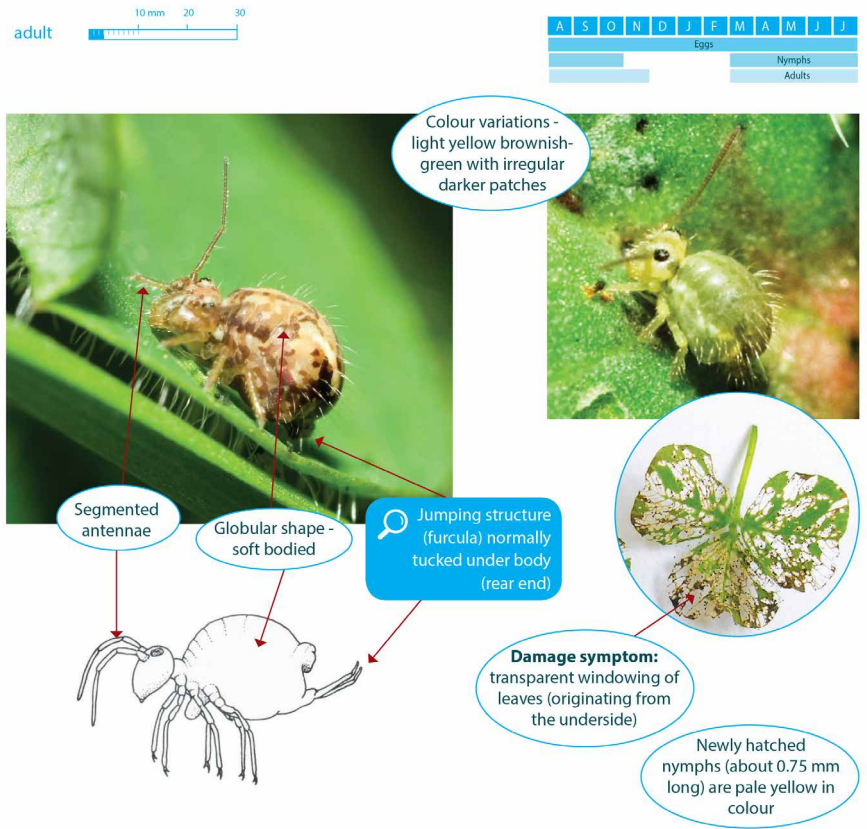 adult
10 mm 20 30
A S O N D J F M A M J J
Eggs
Nymphs
Adults
Colour variations -
light yellow brownish-
green with irregular
darker patches
Segmented
antennae
Globular shape -
soft bodied
Jumping structure
(furcula) normally
tucked under body
(rear end)
Damage symptom:
transparent windowing of
leaves (originating from
the underside)
Newly hatched
nymphs (about 0.75 mm
long) are pale yellow in
colour